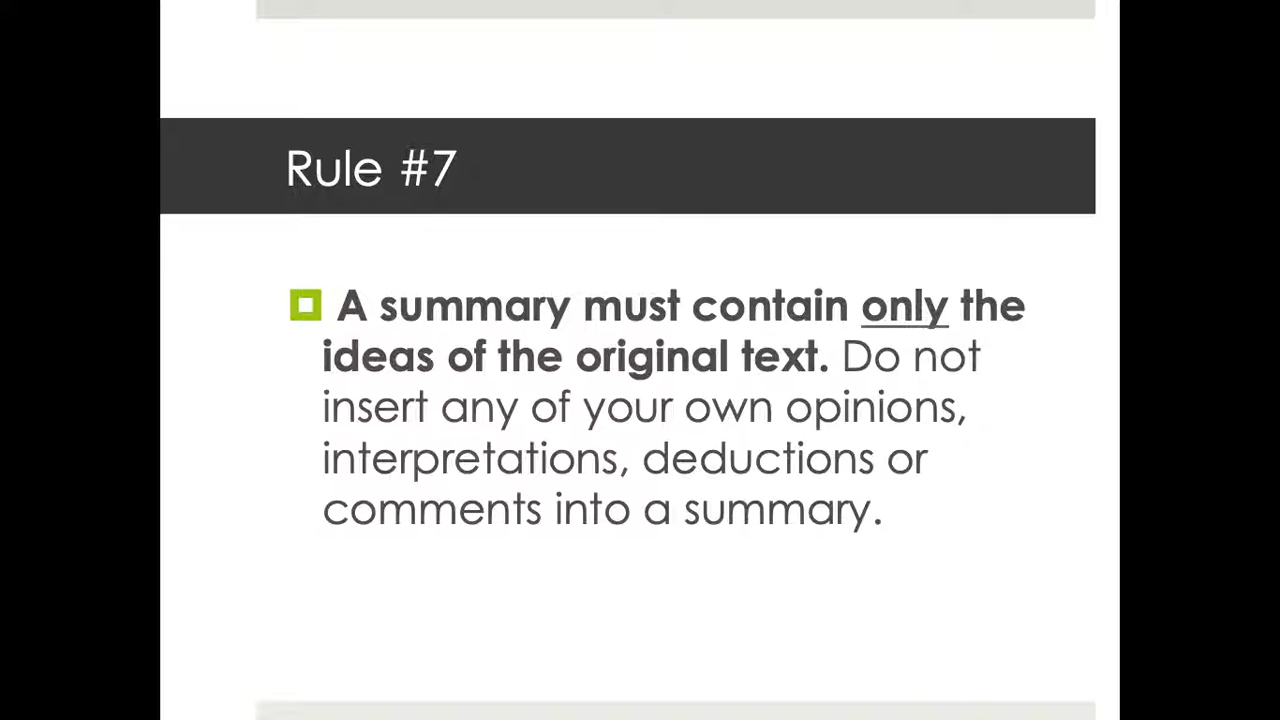 Rule #7
A summary must contain only the
ideas of the original text. Do not
insert any of your own opinions,
interpretations, deductions or
comments into a summary.